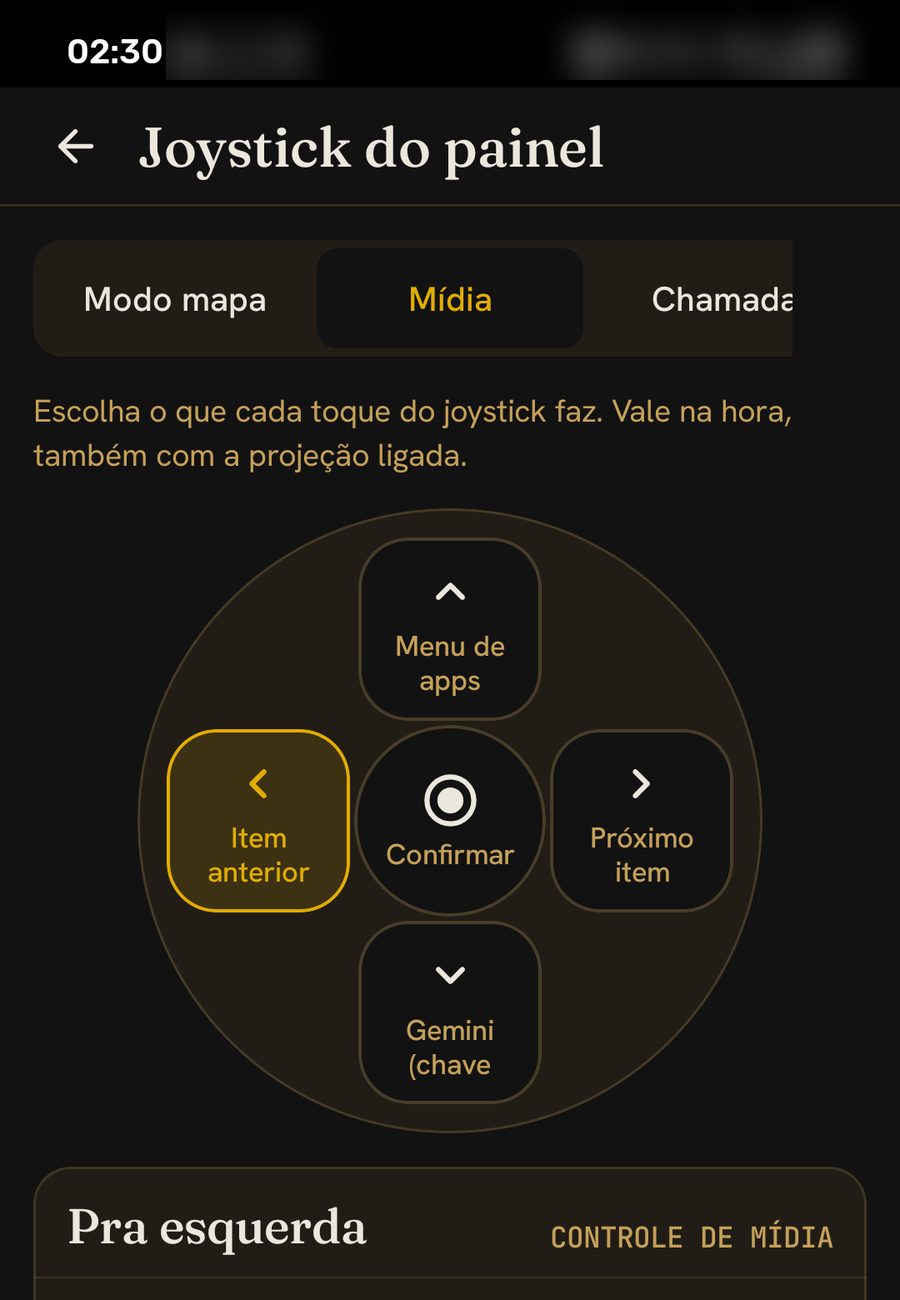 02:30
Joystick do painel
Modo mapa
Mídia
Chamada
Escolha o que cada toque do joystick faz. Vale na hora,
também com a projeção ligada.
Menu de
apps
Item
anterior
Confirmar
Próximo
item
Gemini
(chave
Pra esquerda
CONTROLE DE MÍDIA